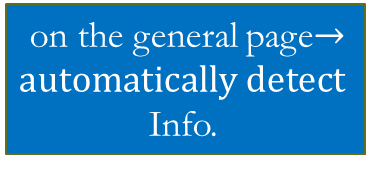 on the general page→
automatically detect
Info.